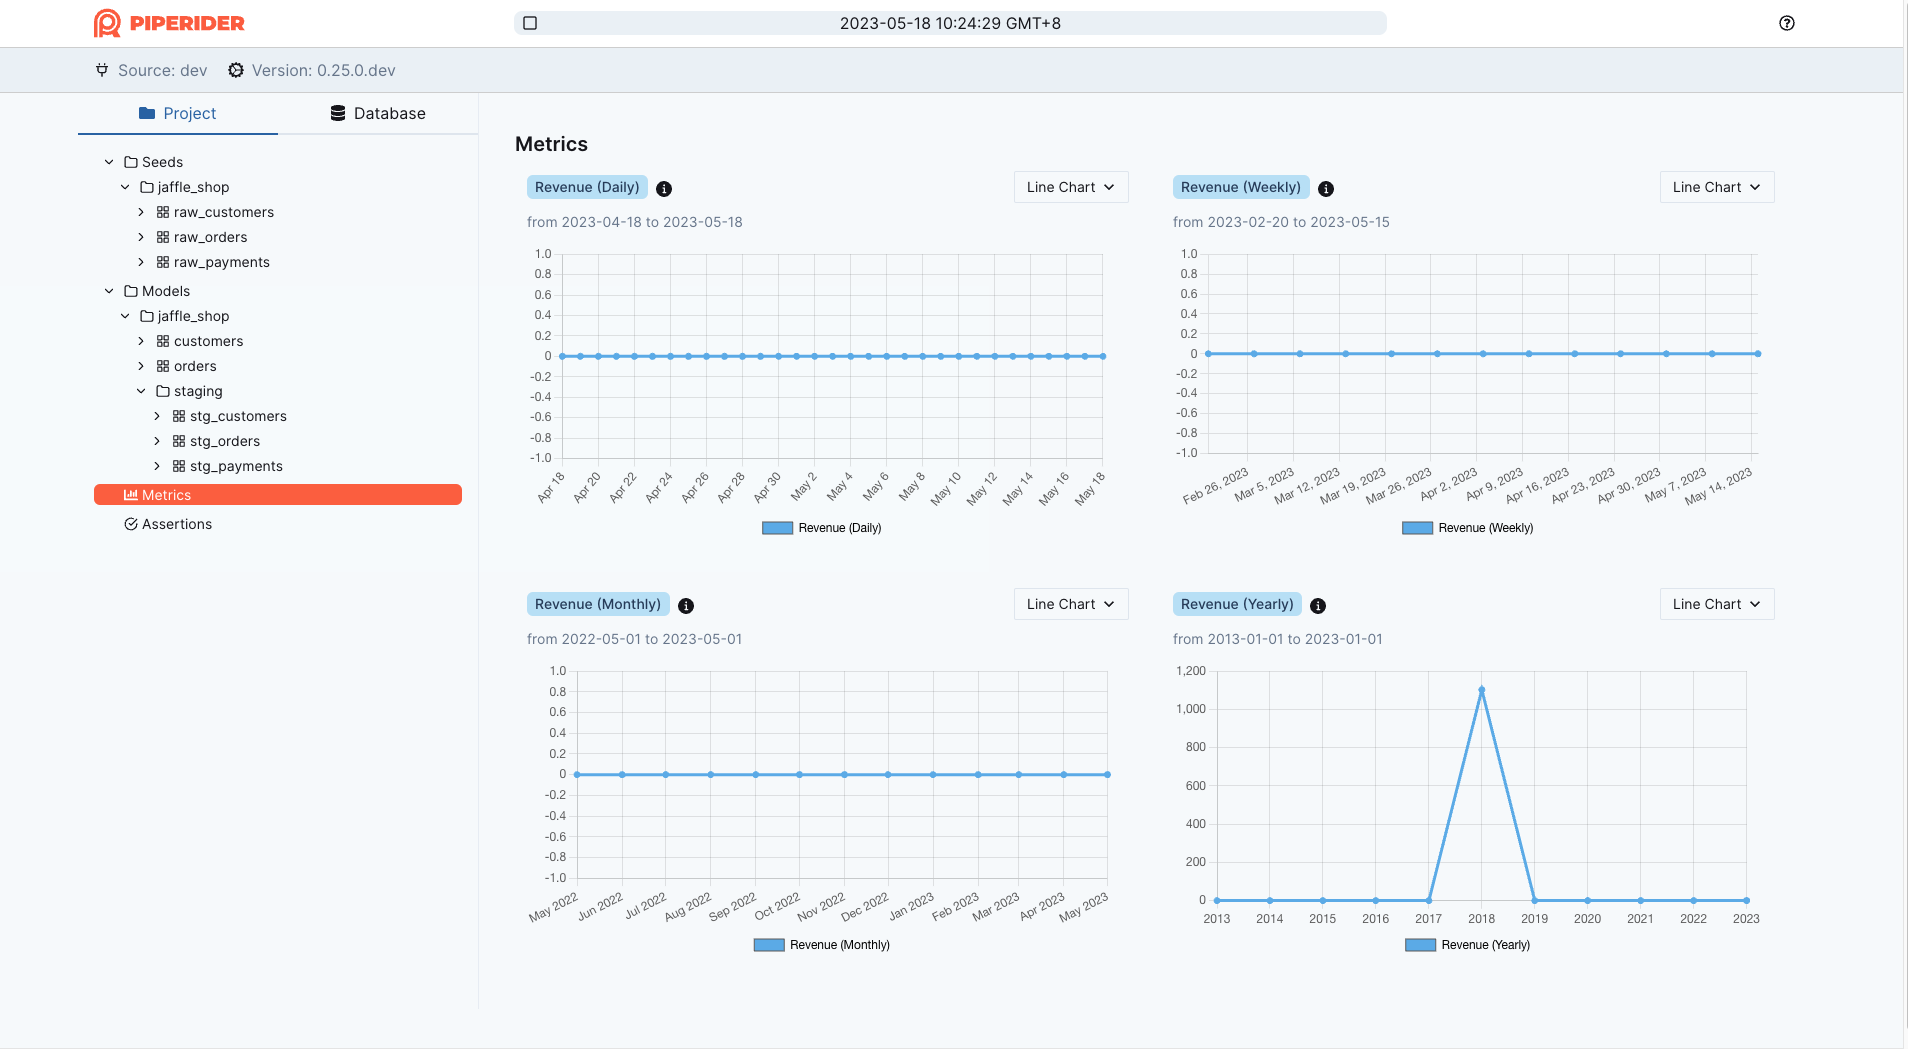 PIPERIDER
2023-05-18 10:24:29 GMT+8
Source: dev
Version: 0.25.0.dev
Project
Database
Seeds
jaffle_shop
raw_customers
raw_orders
raw_payments
Models
jaffle_shop
customers
orders
staging
stg_customers
stg_orders
stg_payments
Metrics
Assertions
Metrics
Revenue (Daily)
Line Chart
from 2023-04-18 to 2023-05-18
1.0
0.8
0.6
0.4
0.2
0
-0.2
-0.4
-0.6
-0.8
-1.0
Apr 18 Apr 20 Apr 22 Apr 24 Apr 26 Apr 28 Apr 30 May 2 May 4 May 6 May 8 May 10 May 12 May 14 May 16 May 18
Revenue (Daily)
Revenue (Weekly)
Line Chart
from 2023-02-20 to 2023-05-15
1.0
0.8
0.6
0.4
0.2
0
-0.2
-0.4
-0.6
-0.8
-1.0
Feb 26, 2023 Mar 5, 2023 Mar 12, 2023 Mar 19, 2023 Mar 26, 2023 Apr 2, 2023 Apr 9, 2023 Apr 16, 2023 Apr 23, 2023 Apr 30, 2023 May 7, 2023 May 14, 2023
Revenue (Weekly)
Revenue (Monthly)
Line Chart
from 2022-05-01 to 2023-05-01
1.0
0.8
0.6
0.4
0.2
0
-0.2
-0.4
-0.6
-0.8
-1.0
May 2022 Jun 2022 Jul 2022 Aug 2022 Sep 2022 Oct 2022 Nov 2022 Dec 2022 Jan 2023 Feb 2023 Mar 2023 Apr 2023 May 2023
Revenue (Monthly)
Revenue (Yearly)
Line Chart
from 2013-01-01 to 2023-01-01
1,200
1,000
800
600
400
200
0
2013 2014 2015 2016 2017 2018 2019 2020 2021 2022 2023
Revenue (Yearly)